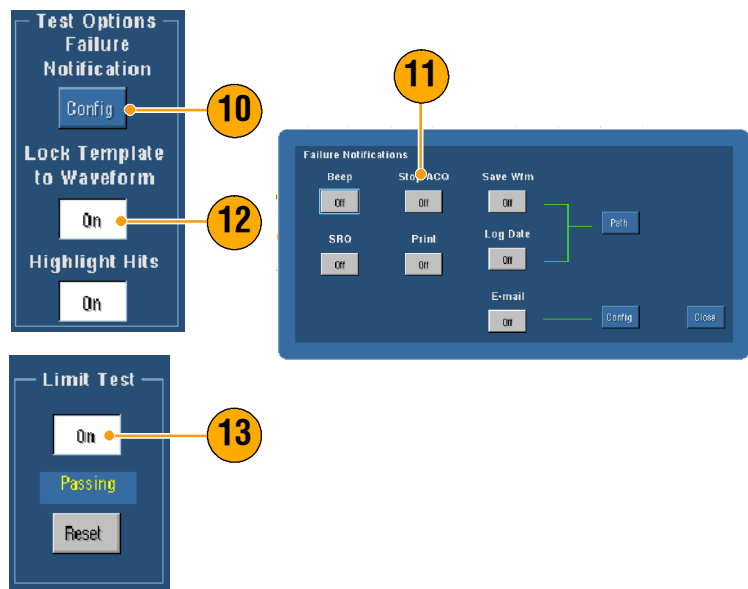 Test Options
Failure
Notification
Config
10
Lock Template
to Waveform
On
12
Highlight Hits
On
11
Failure Notifications
Beep
Stop ACQ
Save Wfm
Off
Off
Off
Path
SRQ
Print
Log Date
Off
Off
Off
E-mail
Off
Config
Close
Limit Test
On
13
Passing
Reset